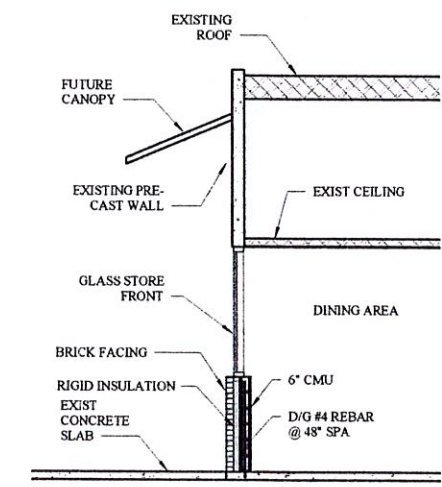 EXISTING
ROOF
FUTURE
CANOPY
EXISTING PRE-
CAST WALL
EXIST CEILING
GLASS STORE
FRONT
DINING AREA
BRICK FACING
RIGID INSULATION
6" CMU
EXIST
CONCRETE
SLAB
D/G #4 REBAR
@ 48" SPA